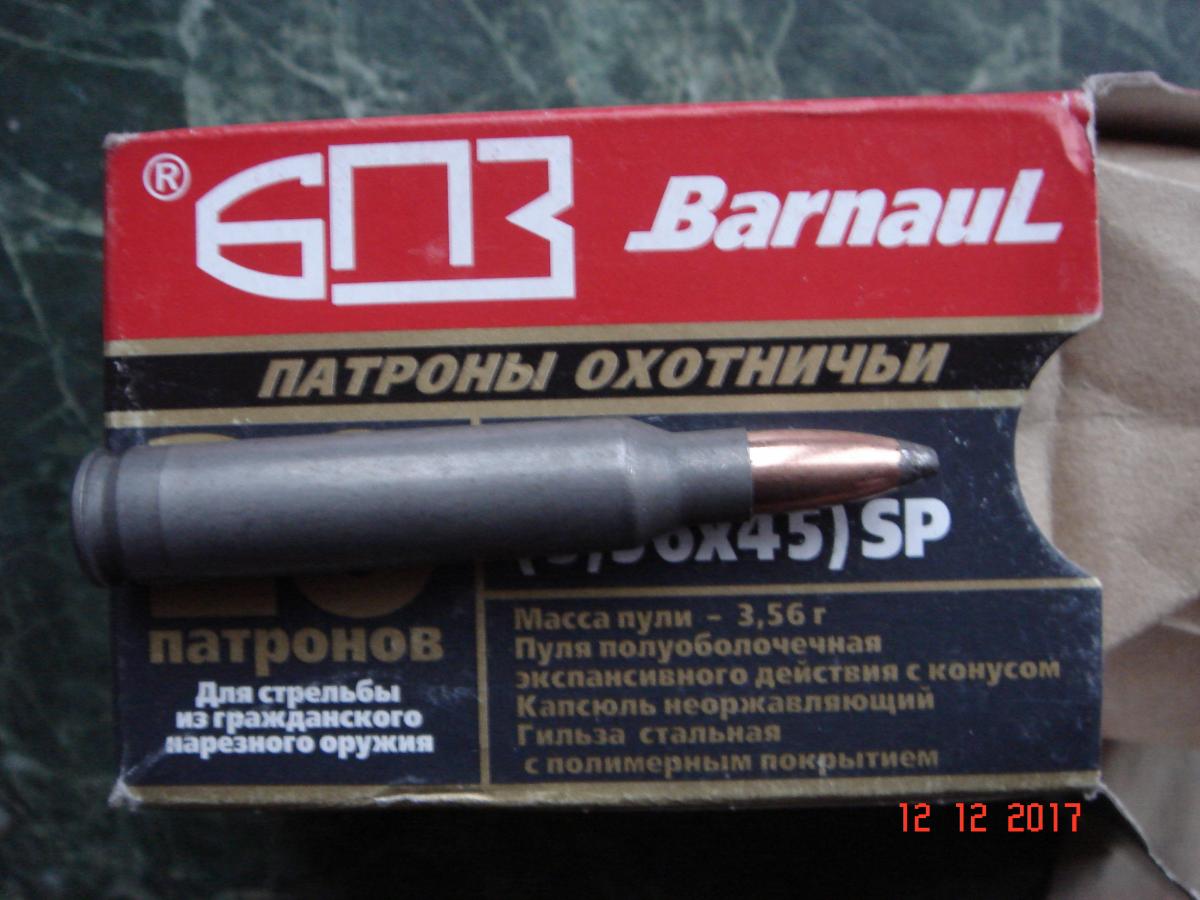 ® БПЗ Barnaul
ПАТРОНЫ ОХОТНИЧЬИ
х45) SP
патронов
Для стрельбы
из гражданского
нарезного оружия
Масса пули - 3,56 г
Пуля полуоболочечная
экспансивного действия с конусом
Капсюль неоржавляющий
Гильза стальная
с полимерным покрытием
12 12 2017